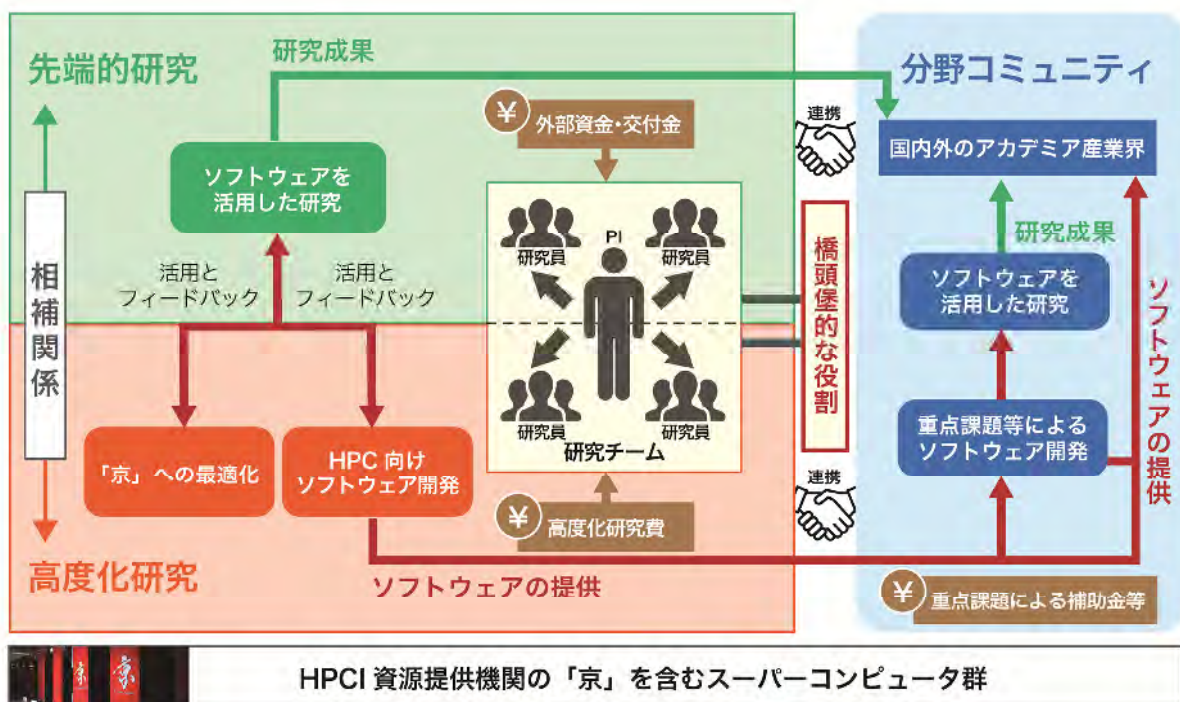 先端的研究
研究成果
¥ 外部資金・交付金
ソフトウェアを
活用した研究
活用と
フィードバック
活用と
フィードバック
相補関係
PI
研究員
研究員
研究員
研究員
研究チーム
「京」への最適化
HPC 向け
ソフトウェア開発
¥ 高度化研究費
高度化研究
ソフトウェアの提供
連携
橋頭堡的な役割
連携
分野コミュニティ
国内外のアカデミア産業界
研究成果
ソフトウェアを
活用した研究
重点課題等による
ソフトウェア開発
ソフトウェアの提供
¥ 重点課題による補助金等
京
京
HPCI 資源提供機関の「京」を含むスーパーコンピュータ群